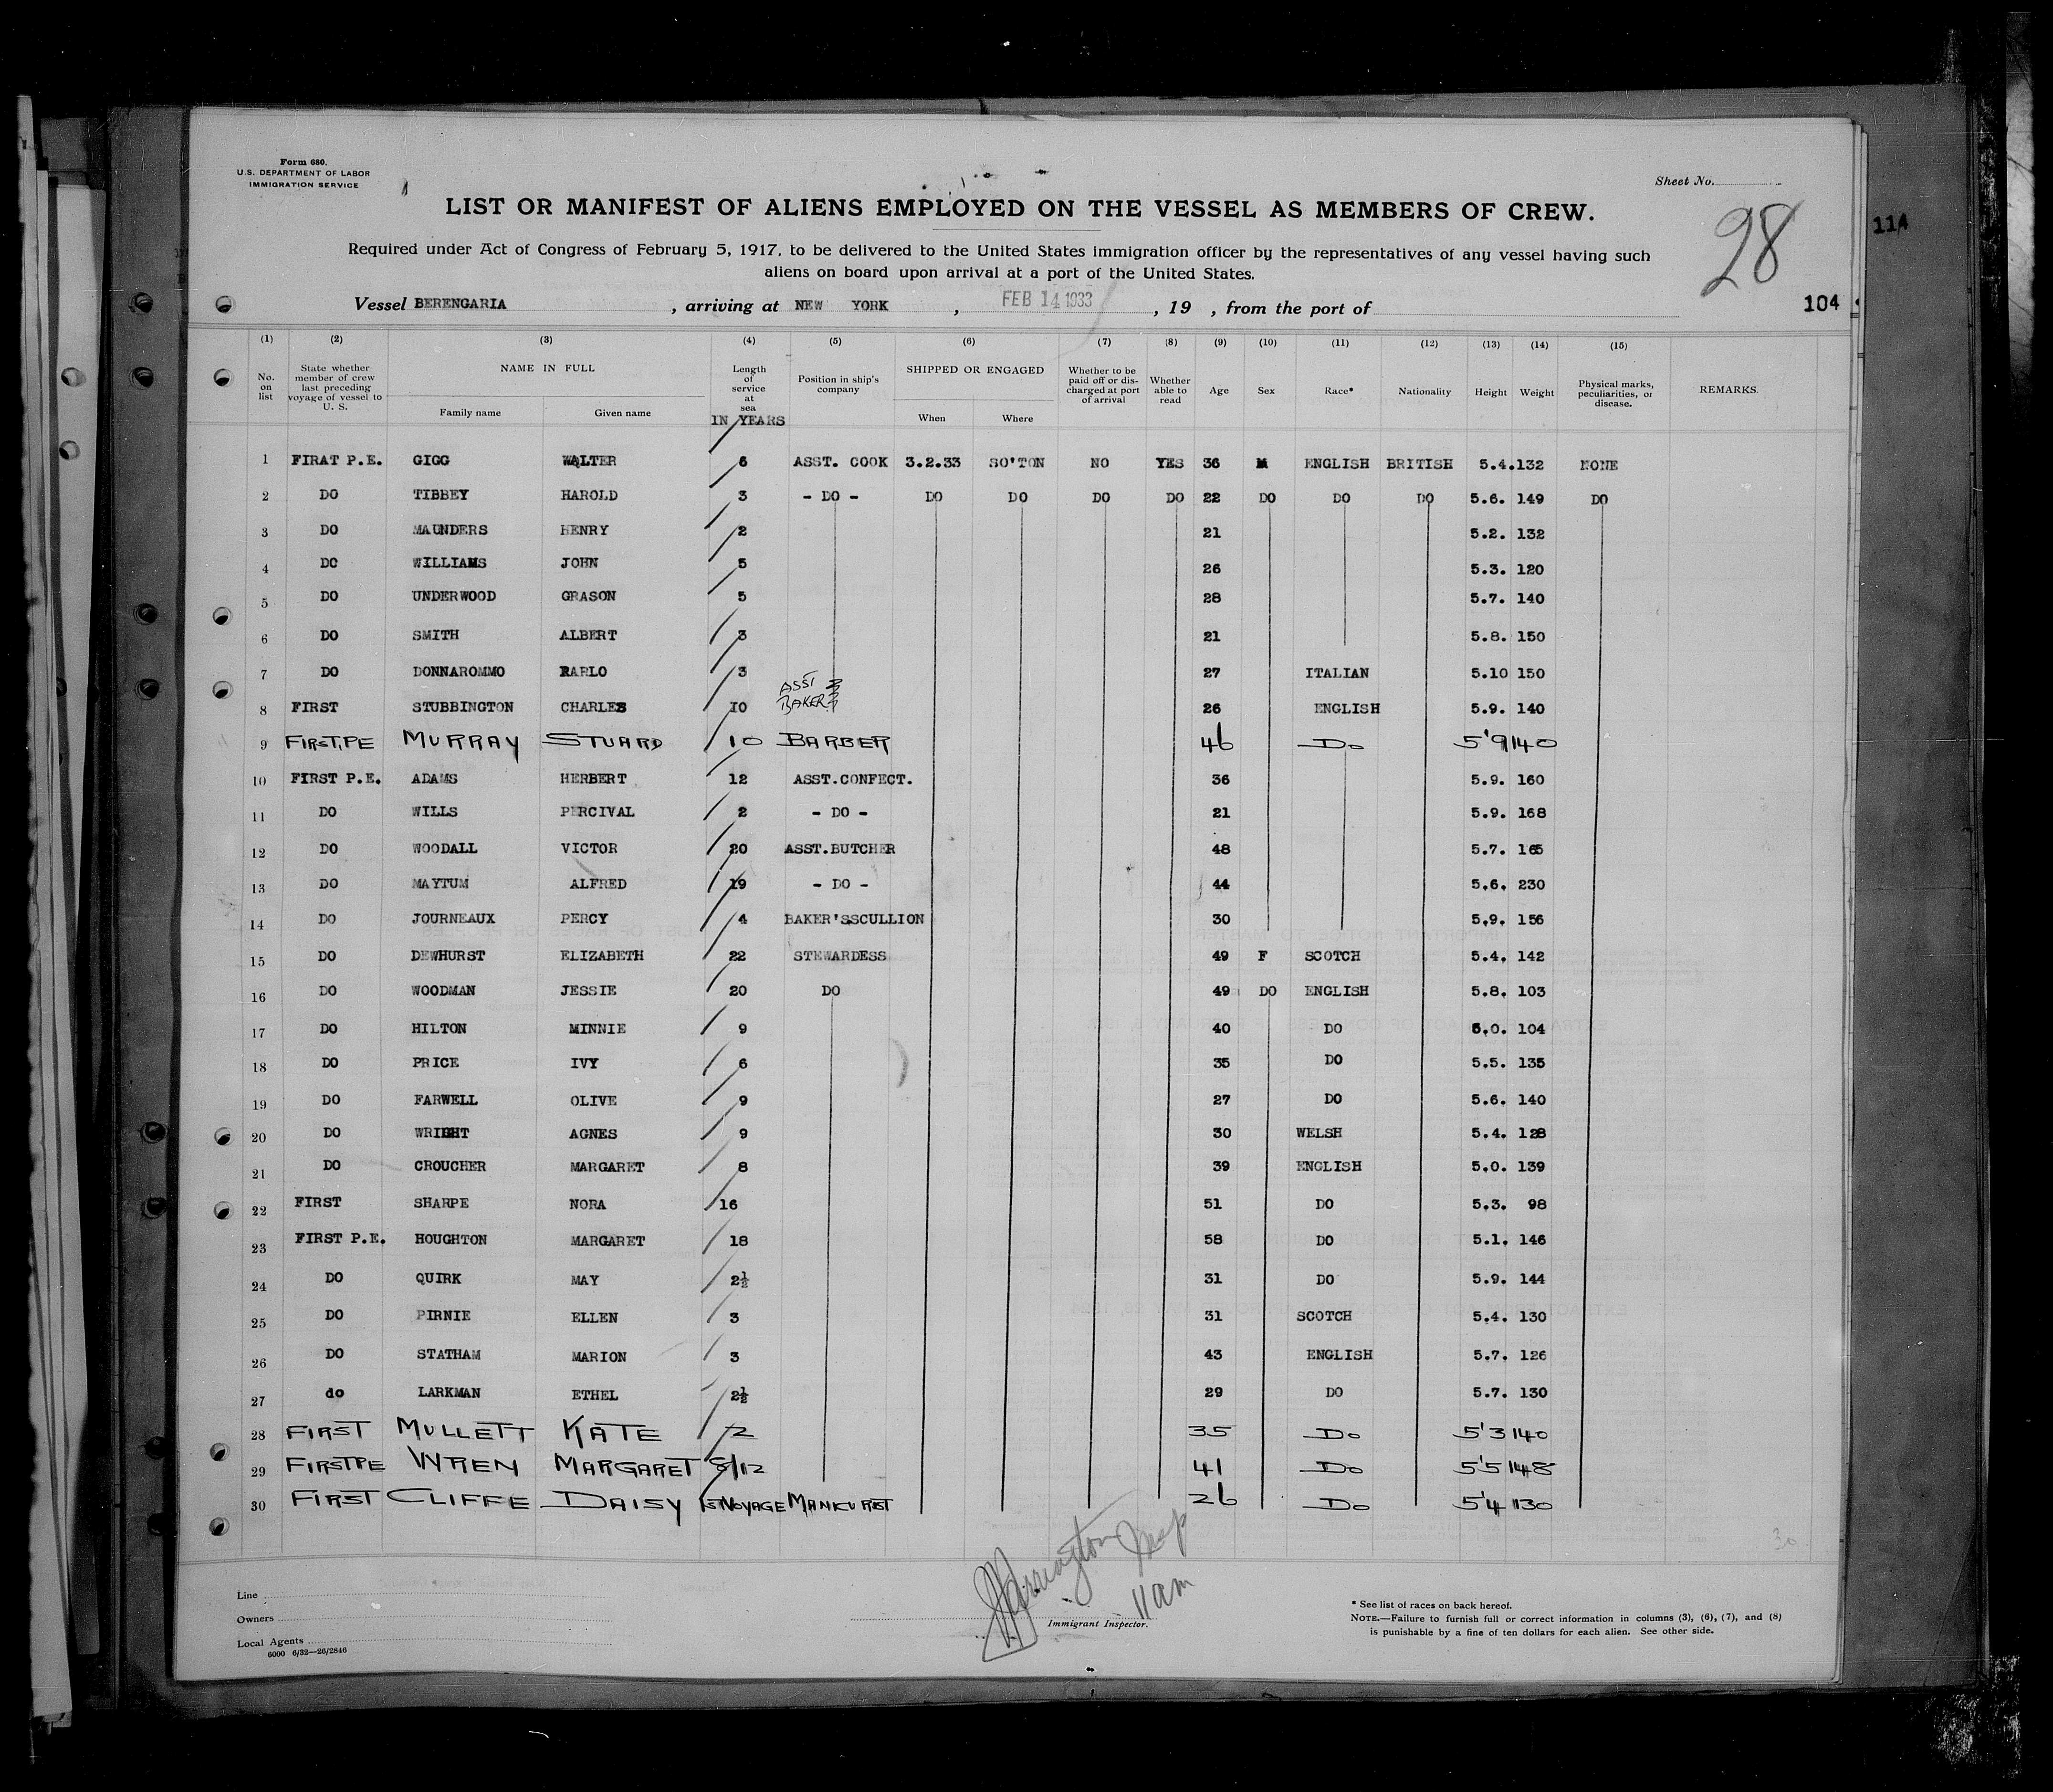 Form 680.
U.S. DEPARTMENT OF LABOR
IMMIGRATION SERVICE
Sheet No.
LIST OR MANIFEST OF ALIENS EMPLOYED ON THE VESSEL AS MEMBERS OF CREW.
28
114
Required under Act of Congress of February 5, 1917, to be delivered to the United States immigration officer by the representatives of any vessel having such
aliens on board upon arrival at a port of the United States.
Vessel BERENGARIA , arriving at NEW YORK , FEB 14 1933 , 19 , from the port of
104
(1) (2) (3) (4) (5) (6) (7) (8) (9) (10) (11) (12) (13) (14) (15)
No. on list State whether member of crew last preceding voyage of vessel to U. S. NAME IN FULL Family name Given name Length of service at sea IN YEARS Position in ship's company SHIPPED OR ENGAGED When Where Whether to be paid off or discharged at port of arrival Whether able to read Age Sex Race* Nationality Height Weight Physical marks, peculiarities, or disease. REMARKS.
1 FIRAT P.E. GIGG WALTER 6 ASST. COOK 3.2.33 SO'TON NO YES 36 M ENGLISH BRITISH 5.4. 132 NONE
2 DO TIBBEY HAROLD 3 - DO - DO DO DO DO 22 DO DO DO 5.6. 149 DO
3 DO MAUNDERS HENRY 2 21 5.2. 132
4 DO WILLIAMS JOHN 5 26 5.3. 120
5 DO UNDERWOOD GRASON 5 28 5.7. 140
6 DO SMITH ALBERT 3 21 5.8. 150
7 DO DONNAROMMO RARLO 3 27 ITALIAN 5.10 150
8 FIRST STUBBINGTON CHARLES 10 ASST BAKER 26 ENGLISH 5.9. 140
9 FIRST.PE MURRAY STUARD 10 BARBER 46 DO 5'9 140
10 FIRST P.E. ADAMS HERBERT 12 ASST.CONFECT. 36 5.9. 160
11 DO WILLS PERCIVAL 2 - DO - 21 5.9. 168
12 DO WOODALL VICTOR 20 ASST.BUTCHER 48 5.7. 165
13 DO MAYTUM ALFRED 19 - DO - 44 5.6. 230
14 DO JOURNEAUX PERCY 4 BAKER'SSCULLION 30 5.9. 156
15 DO DEWHURST ELIZABETH 22 STEWARDESS 49 F SCOTCH 5.4. 142
16 DO WOODMAN JESSIE 20 DO 49 DO ENGLISH 5.8. 103
17 DO HILTON MINNIE 9 40 DO 5.0. 104
18 DO PRICE IVY 6 35 DO 5.5. 135
19 DO FARWELL OLIVE 9 27 DO 5.6. 140
20 DO WRIGHT AGNES 9 30 WELSH 5.4. 128
21 DO CROUCHER MARGARET 8 39 ENGLISH 5.0. 139
22 FIRST SHARPE NORA 16 51 DO 5.3. 98
23 FIRST P.E. HOUGHTON MARGARET 18 58 DO 5.1. 146
24 DO QUIRK MAY 2½ 31 DO 5.9. 144
25 DO PIRNIE ELLEN 3 31 SCOTCH 5.4. 130
26 DO STATHAM MARION 3 43 ENGLISH 5.7. 126
27 do LARKMAN ETHEL 2½ 29 DO 5.7. 130
28 FIRST MULLETT KATE 2 35 DO 5'3 140
29 FIRSTPE WREN MARGARET 8/12 41 DO 5'5 148
30 FIRST CLIFFE DAISY 1ST VOYAGE MANICURIST 26 DO 5'4 130
30
Harrington Insp
11am
Immigrant Inspector.
Line
Owners
Local Agents
6000 6/32—26/2846
* See list of races on back hereof.
NOTE.—Failure to furnish full or correct information in columns (3), (6), (7), and (8)
is punishable by a fine of ten dollars for each alien. See other side.